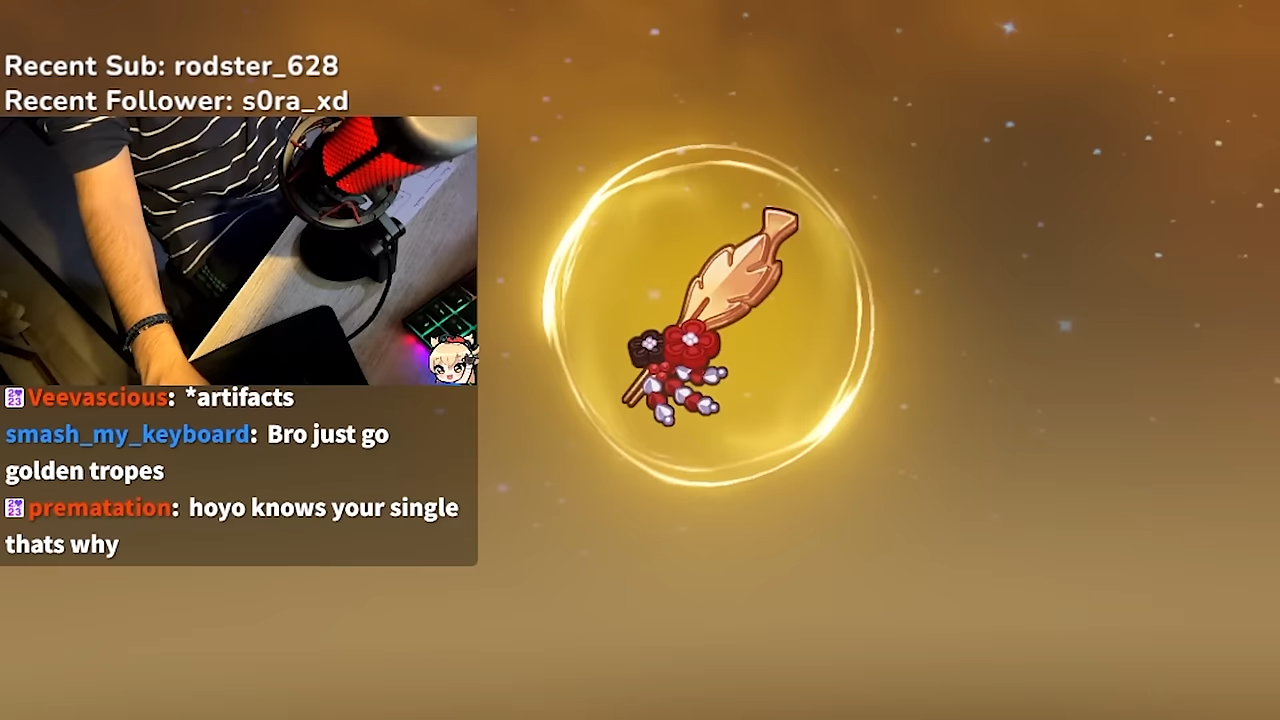 Recent Sub: rodster_628
Recent Follower: s0ra_xd
Veevascious: *artifacts
smash_my_keyboard: Bro just go
golden tropes
prematation: hoyo knows your single
thats why